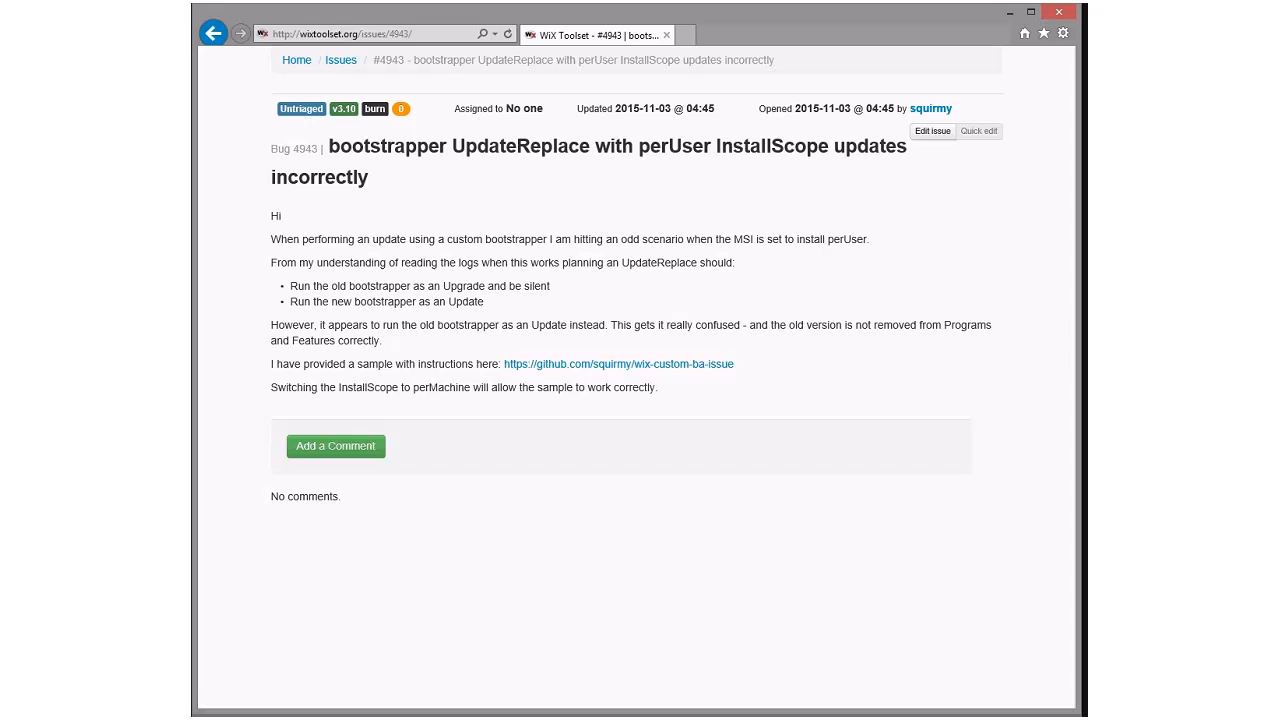 http://wixtoolset.org/issues/4943/
WiX Toolset - #4943 | boots...
Home / Issues / #4943 - bootstrapper UpdateReplace with perUser InstallScope updates incorrectly
Untriaged v3.10 burn 0 Assigned to No one Updated 2015-11-03 @ 04:45 Opened 2015-11-03 @ 04:45 by squirmy
Edit issue Quick edit
Bug 4943 | bootstrapper UpdateReplace with perUser InstallScope updates
incorrectly
Hi
When performing an update using a custom bootstrapper I am hitting an odd scenario when the MSI is set to install perUser.
From my understanding of reading the logs when this works planning an UpdateReplace should:
• Run the old bootstrapper as an Upgrade and be silent
• Run the new bootstrapper as an Update
However, it appears to run the old bootstrapper as an Update instead. This gets it really confused - and the old version is not removed from Programs
and Features correctly.
I have provided a sample with instructions here: https://github.com/squirmy/wix-custom-ba-issue
Switching the InstallScope to perMachine will allow the sample to work correctly.
Add a Comment
No comments.